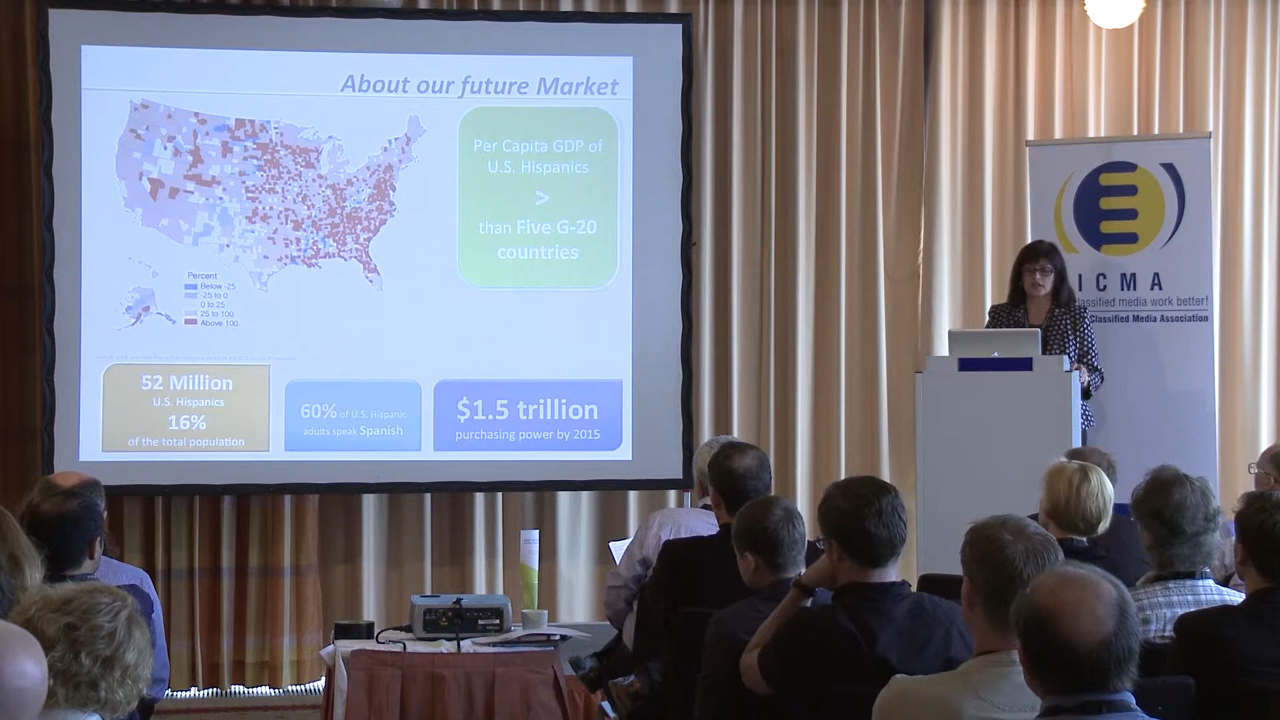 About our future Market
Per Capita GDP of
U.S. Hispanics
>
than Five G-20
countries
Percent
Below -25
-25 to 0
0 to 25
25 to 100
Above 100
52 Million
U.S. Hispanics
16%
of the total population
60% of U.S. Hispanic
adults speak Spanish
$1.5 trillion
purchasing power by 2015
ICMA
classified media work better!
Classified Media Association